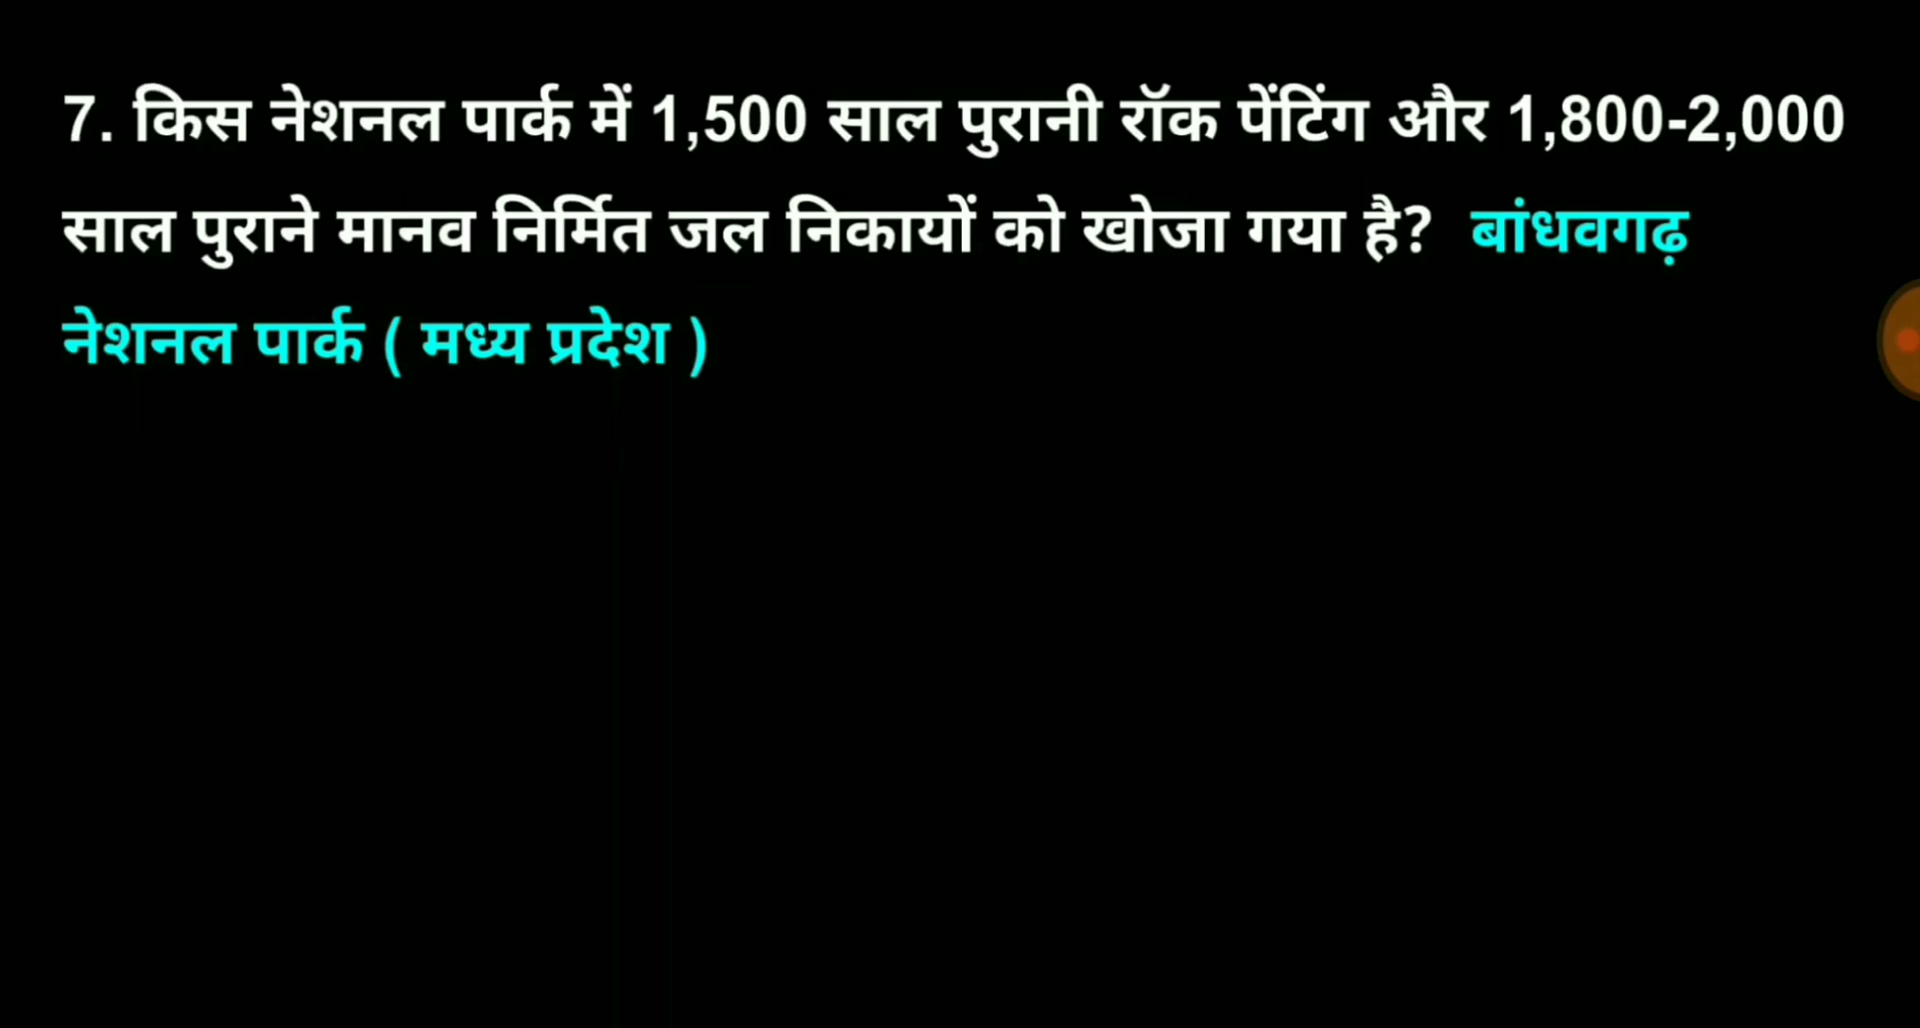 7. किस नेशनल पार्क में 1,500 साल पुरानी रॉक पेंटिंग और 1,800-2,000
साल पुराने मानव निर्मित जल निकायों को खोजा गया है? बांधवगढ़
नेशनल पार्क ( मध्य प्रदेश )